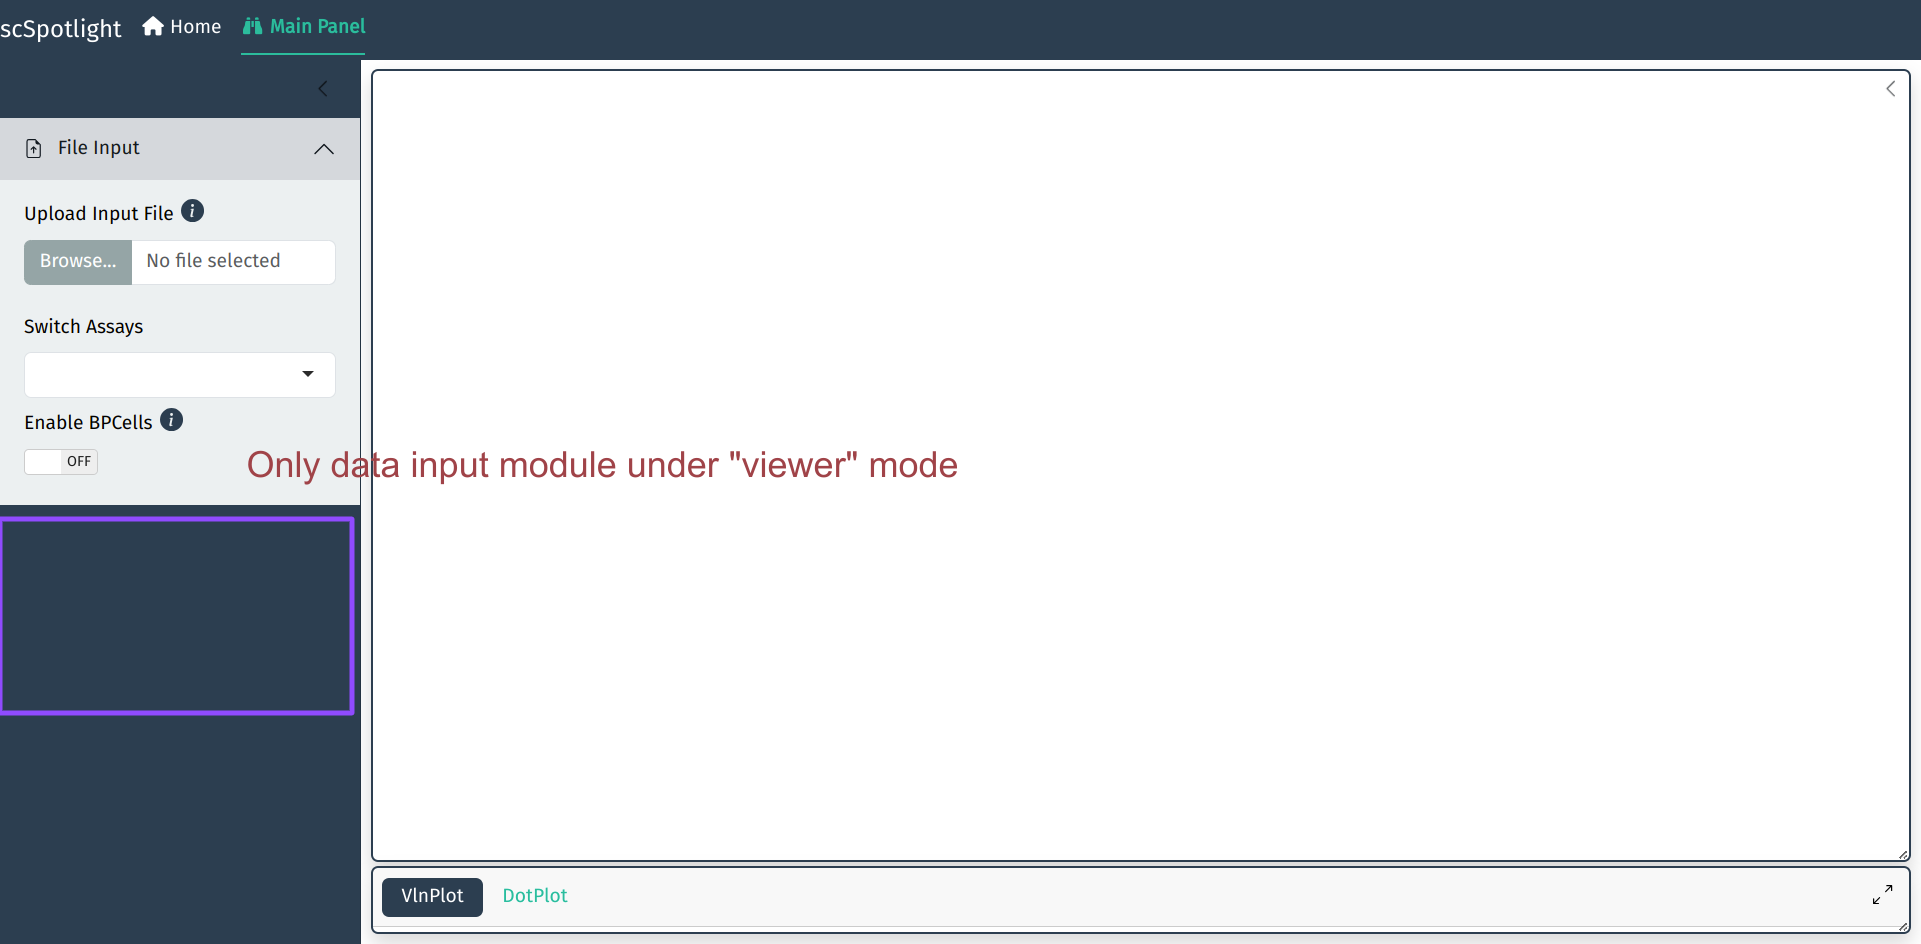 scSpotlight
Home
Main Panel
File Input
Upload Input File
Browse...
No file selected
Switch Assays
Enable BPCells
OFF
Only data input module under "viewer" mode
VlnPlot
DotPlot